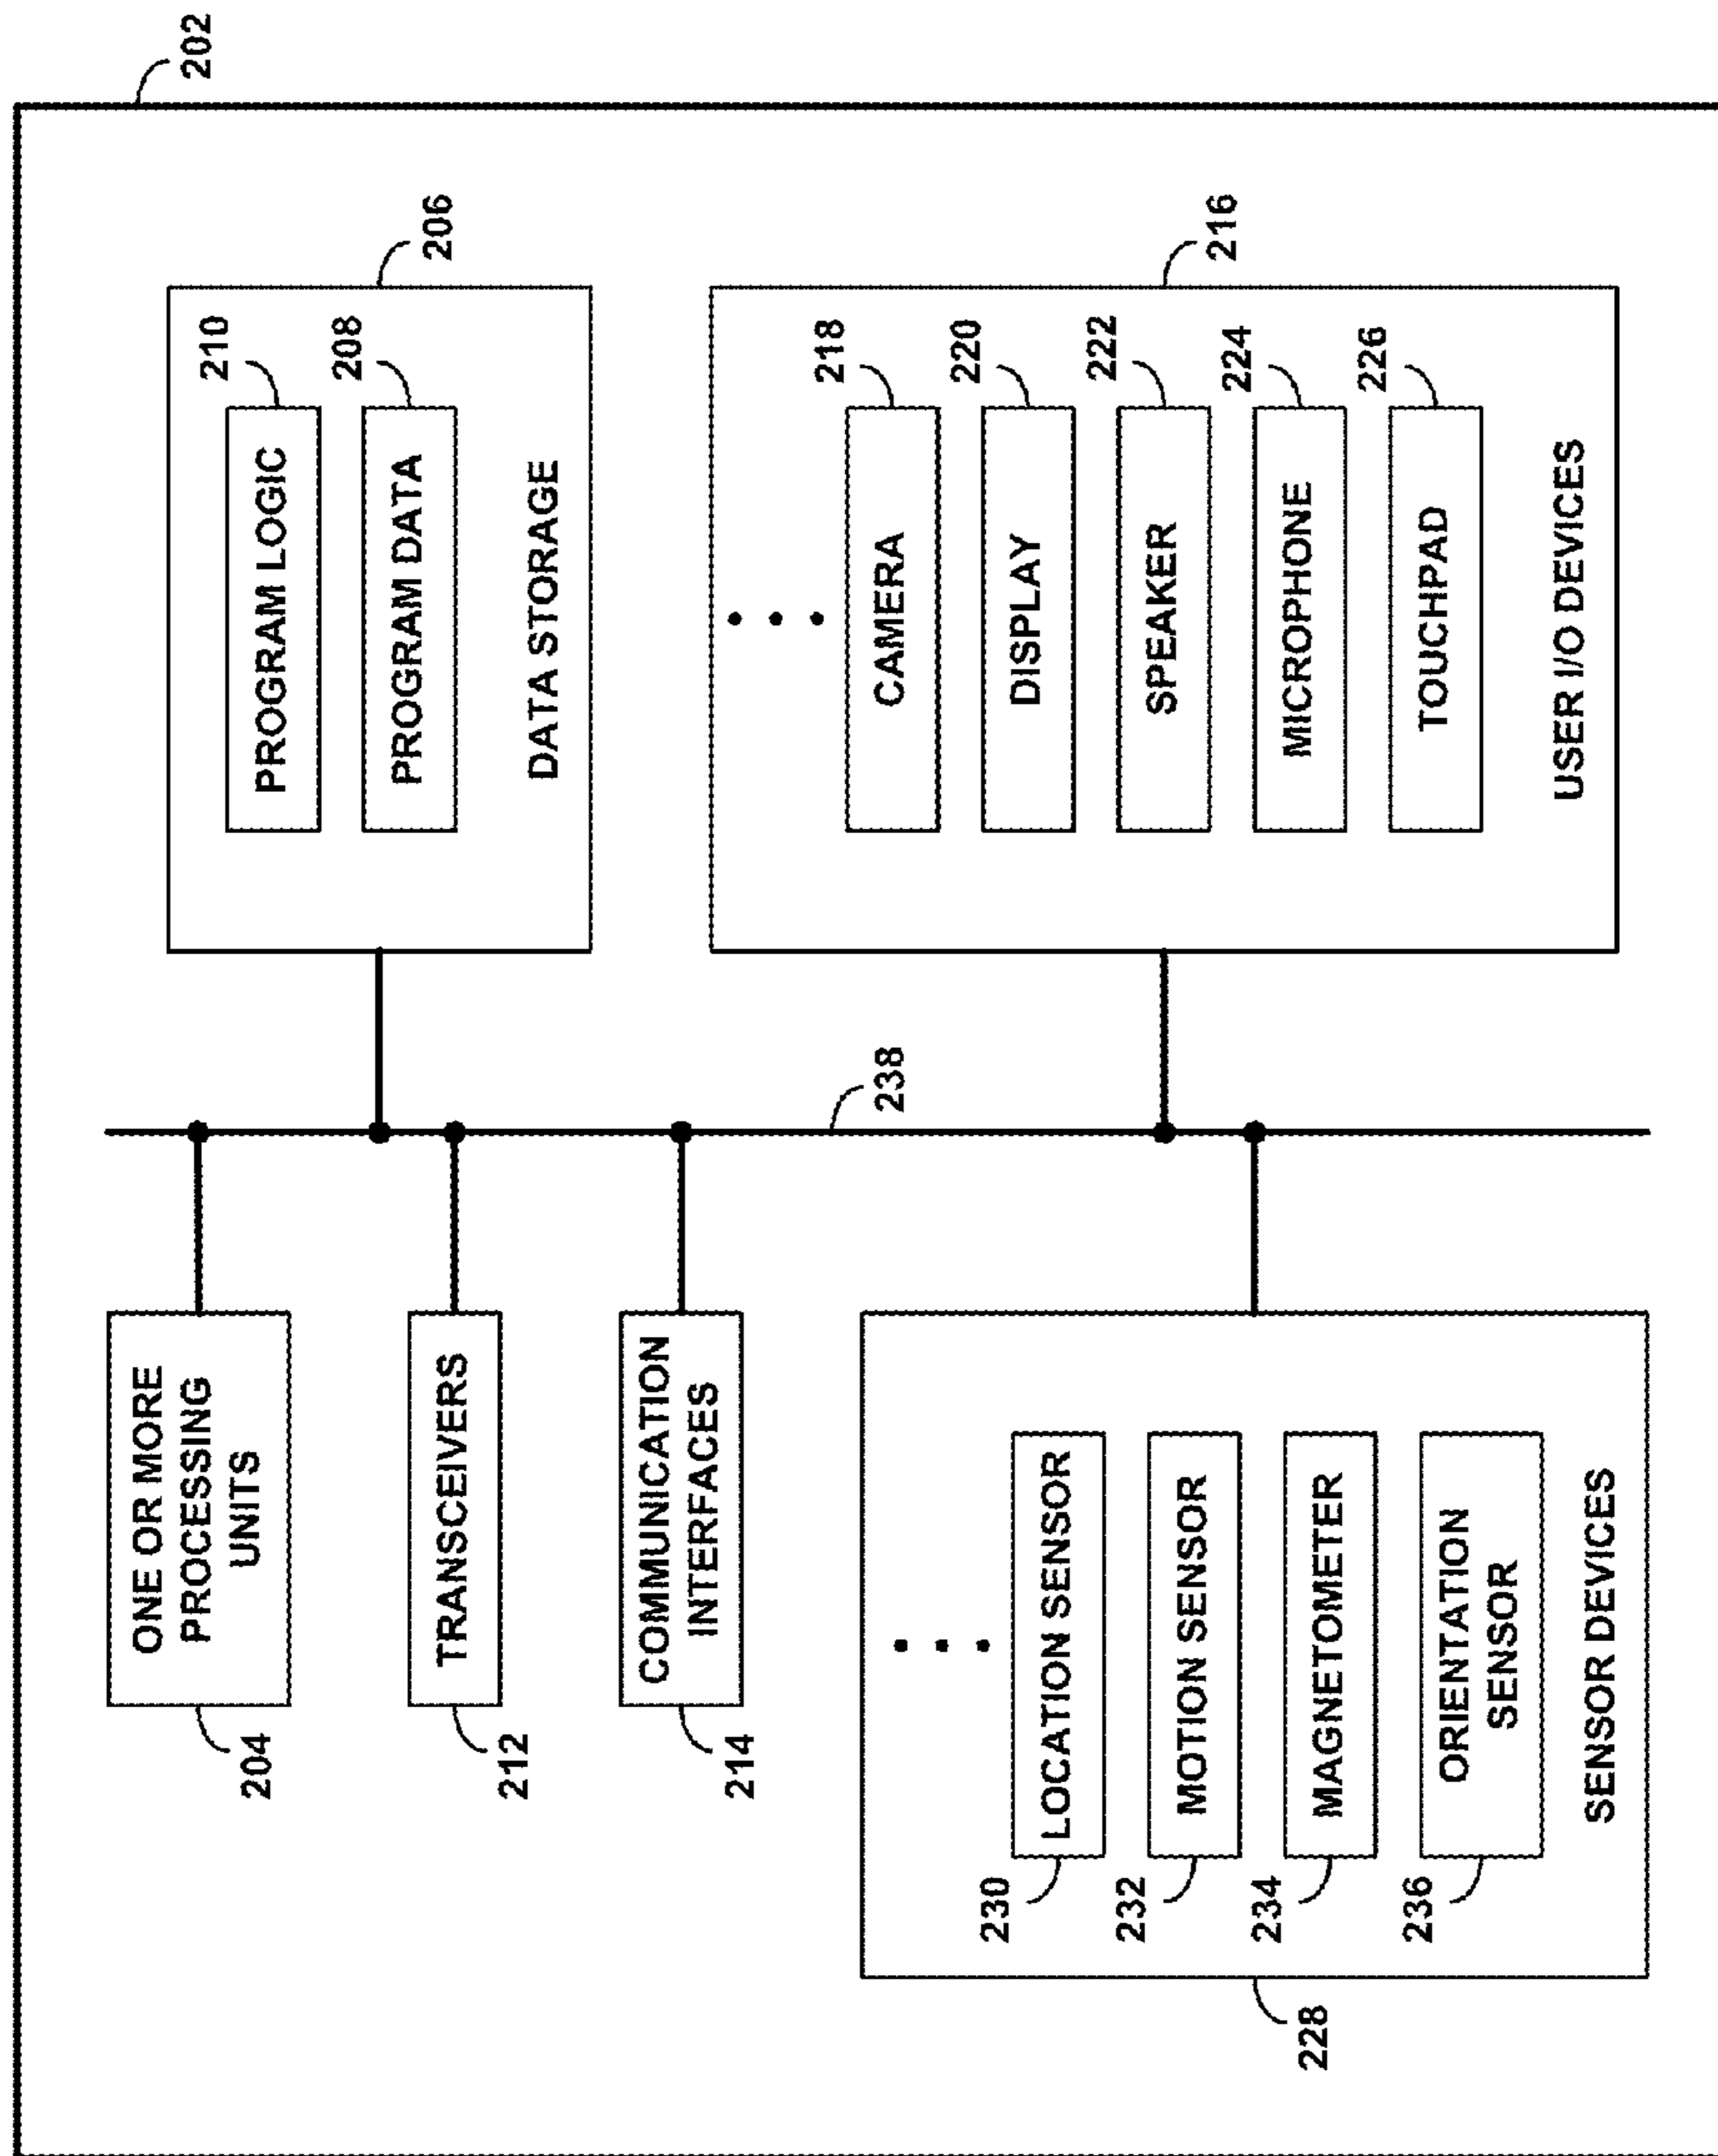 202
ONE OR MORE
PROCESSING
UNITS
204
TRANSCEIVERS
212
COMMUNICATION
INTERFACES
214
LOCATION SENSOR
230
MOTION SENSOR
232
MAGNETOMETER
234
ORIENTATION
SENSOR
236
SENSOR DEVICES
228
238
PROGRAM LOGIC
210
PROGRAM DATA
208
DATA STORAGE
206
CAMERA
218
DISPLAY
220
SPEAKER
222
MICROPHONE
224
TOUCHPAD
226
USER I/O DEVICES
216